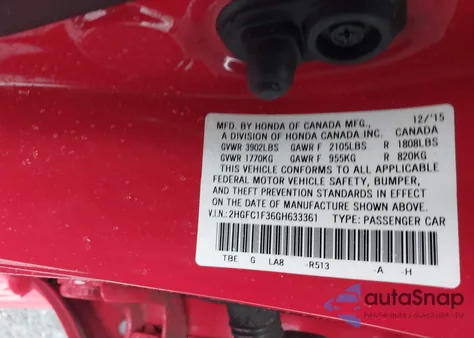 MFD. BY HONDA OF CANADA MFG., 12/'15
A DIVISION OF HONDA CANADA INC. CANADA
GVWR 3902LBS GAWR F 2105LBS R 1808LBS
GVWR 1770KG GAWR F 955KG R 820KG
THIS VEHICLE CONFORMS TO ALL APPLICABLE
FEDERAL MOTOR VEHICLE SAFETY, BUMPER,
AND THEFT PREVENTION STANDARDS IN EFFECT
ON THE DATE OF MANUFACTURE SHOWN ABOVE.
V.I.N.: 2HGFC1F36GH633361 TYPE: PASSENGER CAR
TBE G LA8 -R513 -A -H
autoSnap